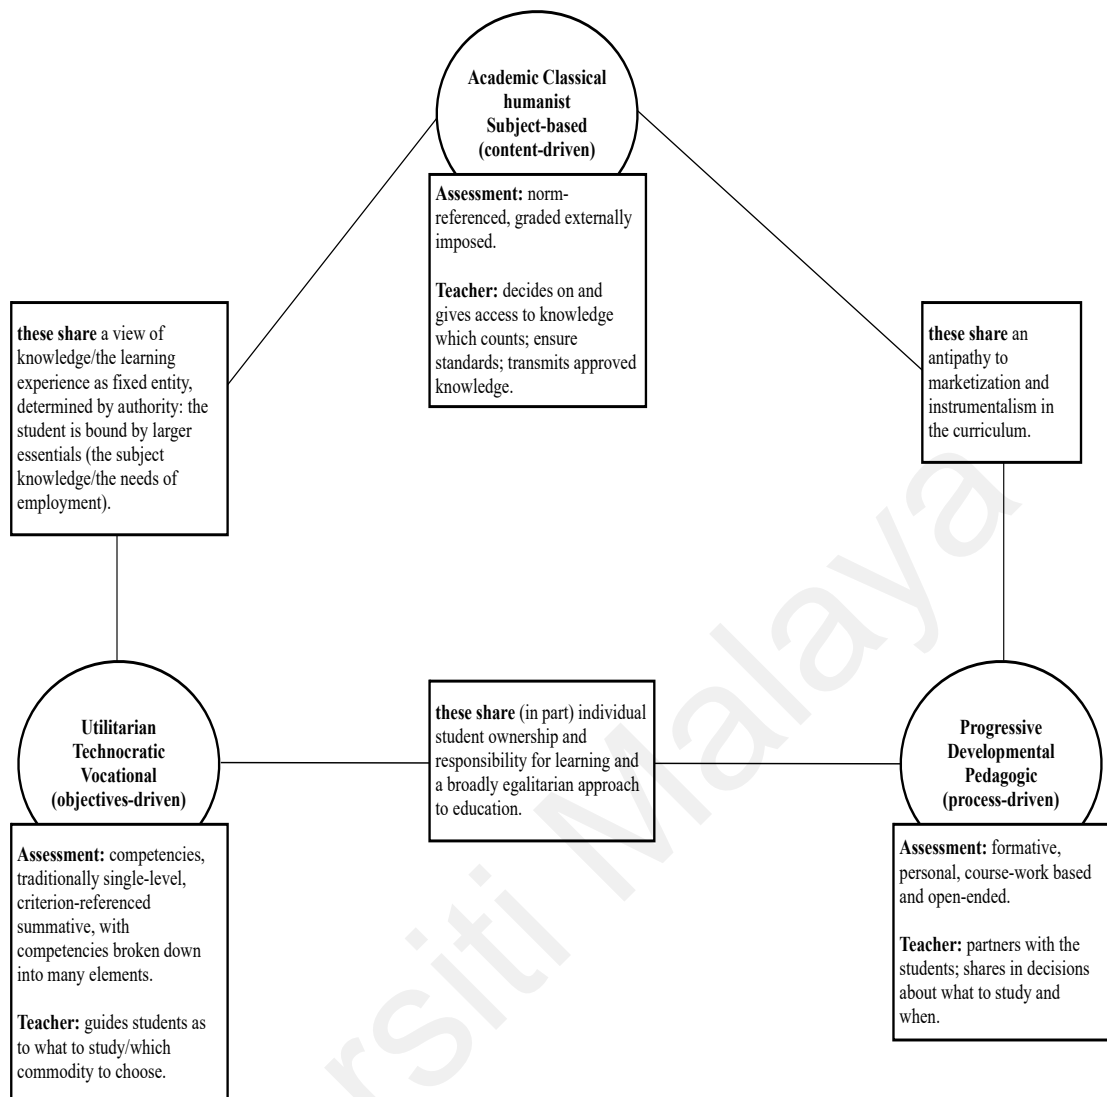 Academic Classical
humanist
Subject-based
(content-driven)
Assessment: norm-
referenced, graded externally
imposed.
Teacher: decides on and
gives access to knowledge
which counts; ensure
standards; transmits approved
knowledge.
these share a view of
knowledge/the learning
experience as fixed entity,
determined by authority: the
student is bound by larger
essentials (the subject
knowledge/the needs of
employment).
these share an
antipathy to
marketization and
instrumentalism in
the curriculum.
Utilitarian
Technocratic
Vocational
(objectives-driven)
Assessment: competencies,
traditionally single-level,
criterion-referenced
summative, with
competencies broken down
into many elements.
Teacher: guides students as
to what to study/which
commodity to choose.
these share (in part) individual
student ownership and
responsibility for learning and
a broadly egalitarian approach
to education.
Progressive
Developmental
Pedagogic
(process-driven)
Assessment: formative,
personal, course-work based
and open-ended.
Teacher: partners with the
students; shares in decisions
about what to study and
when.
rsiti Malaya